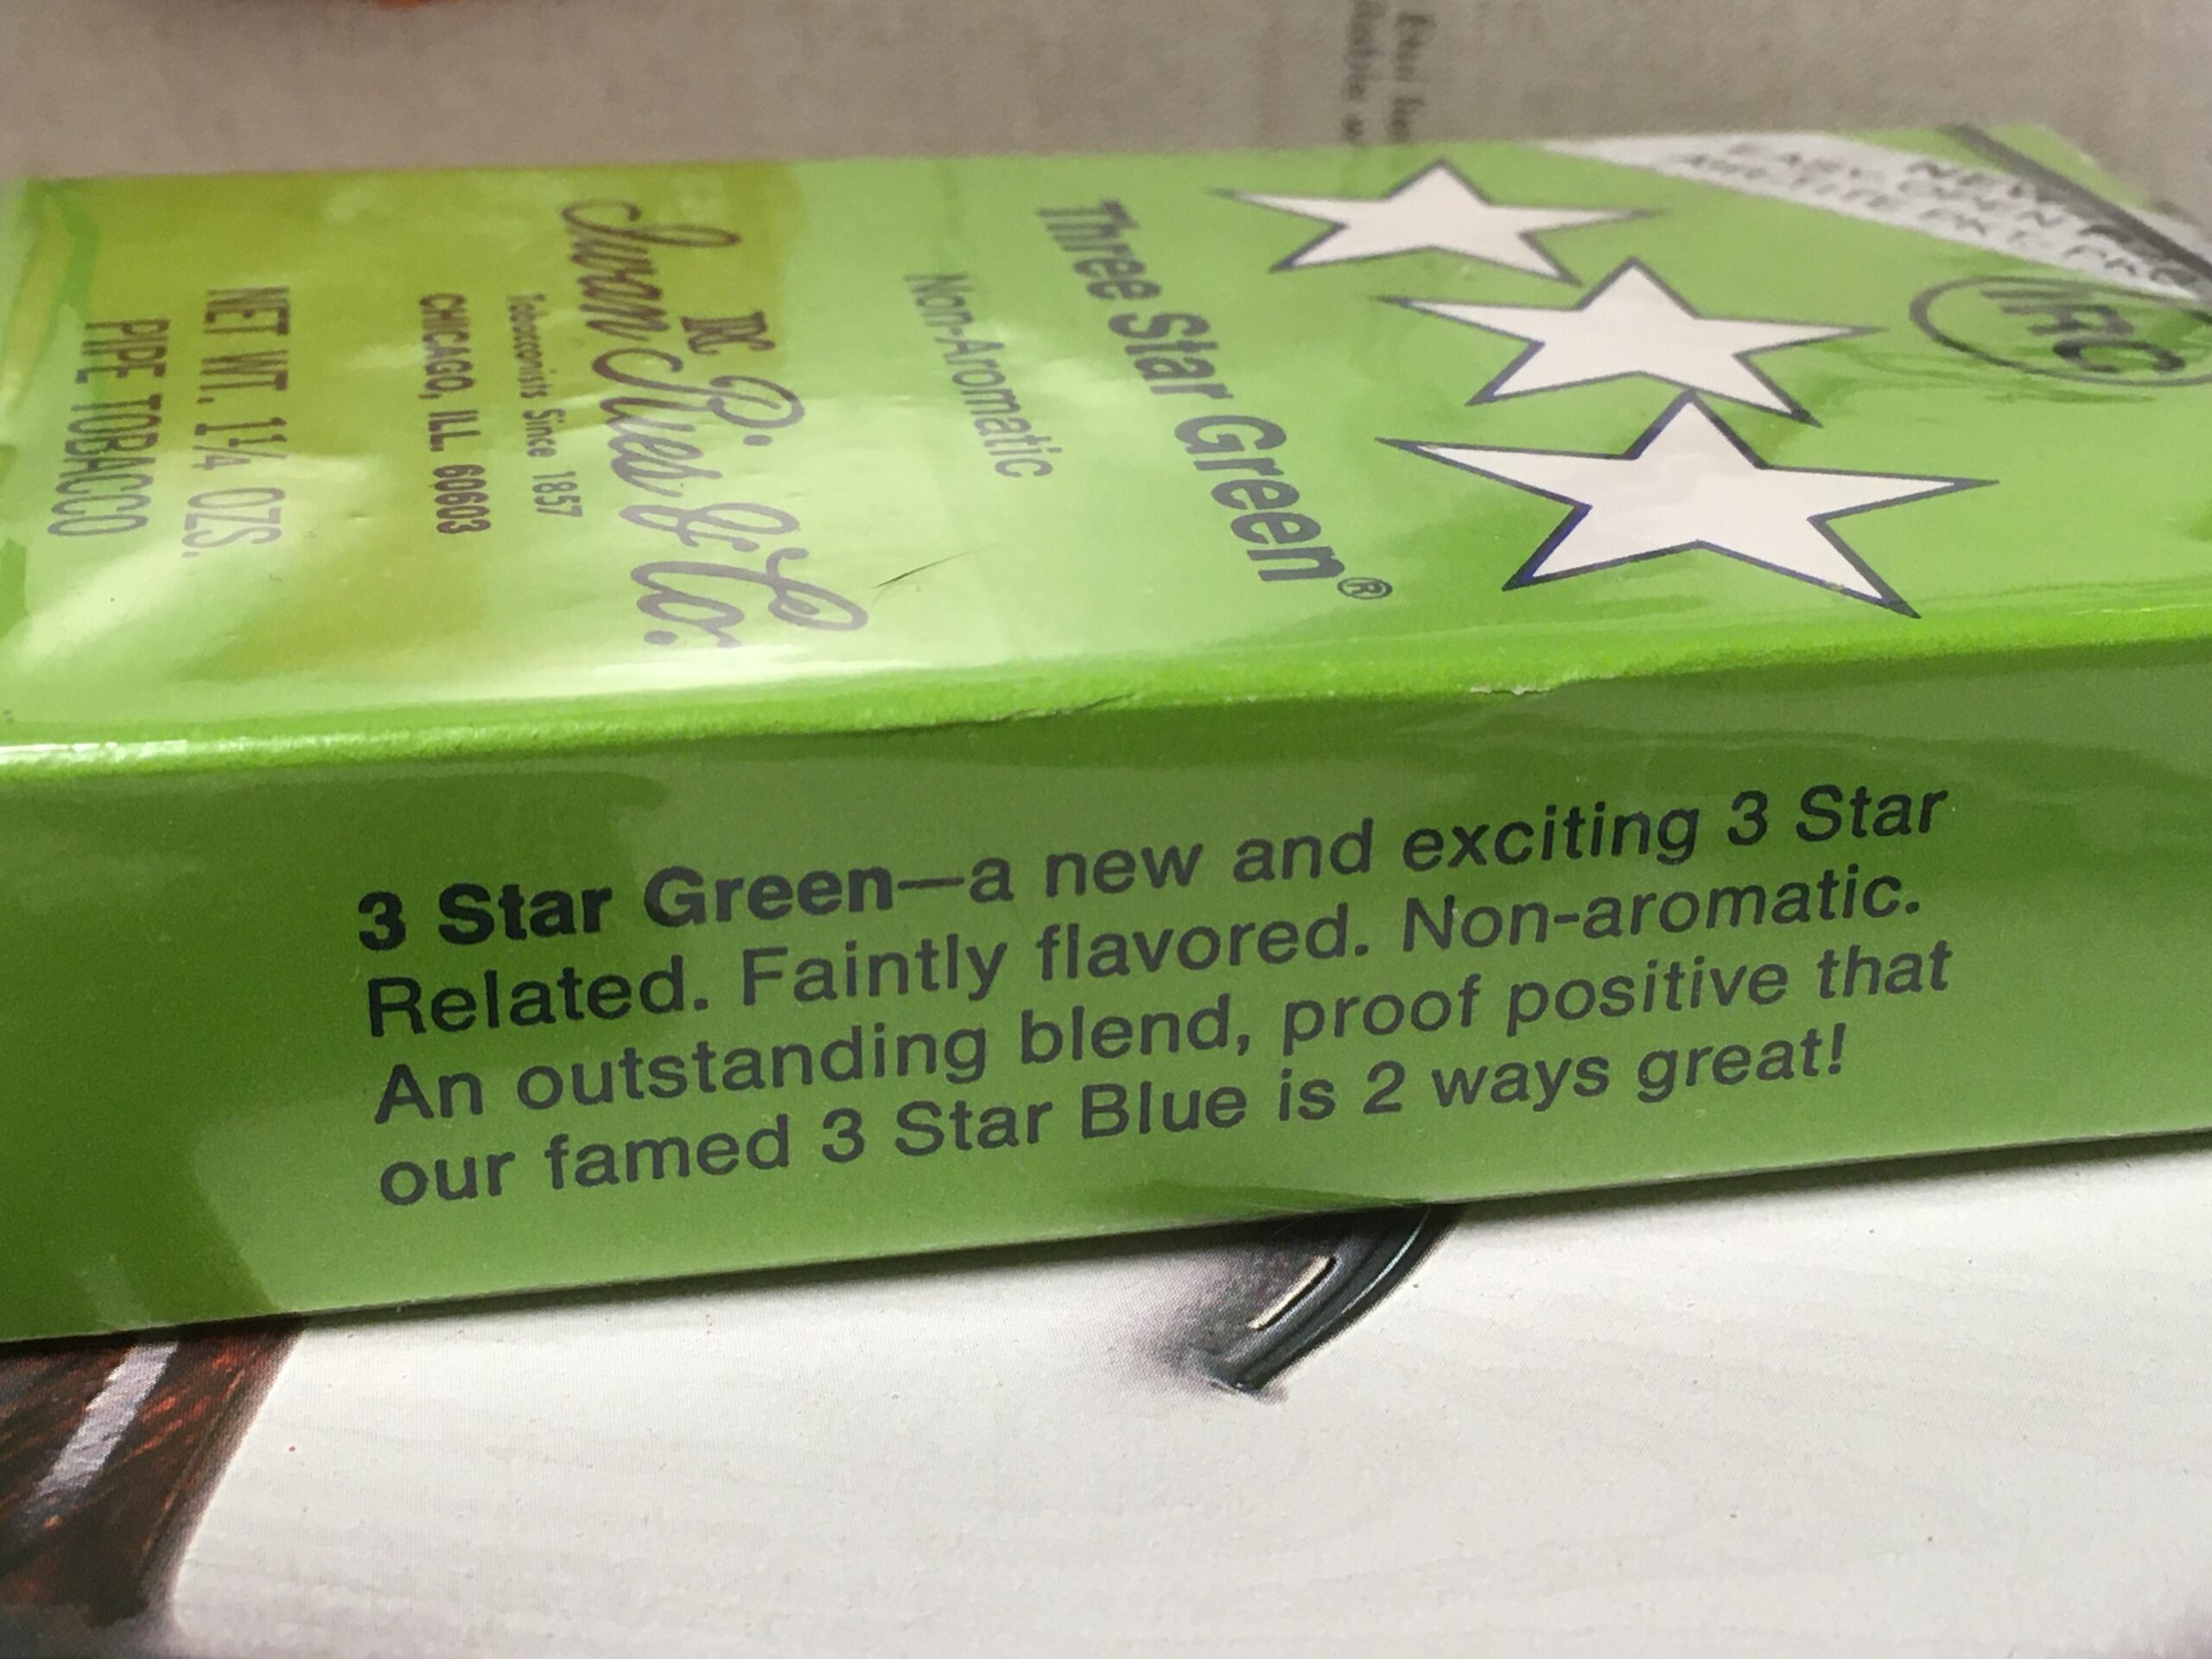 IRC
Three Star Green®
Non-Aromatic
Iwan Ries & Co.
Tobacconists Since 1857
CHICAGO, ILL. 60603
NET WT. 1¼ OZS.
PIPE TOBACCO
3 Star Green—a new and exciting 3 Star
Related. Faintly flavored. Non-aromatic.
An outstanding blend, proof positive that
our famed 3 Star Blue is 2 ways great!